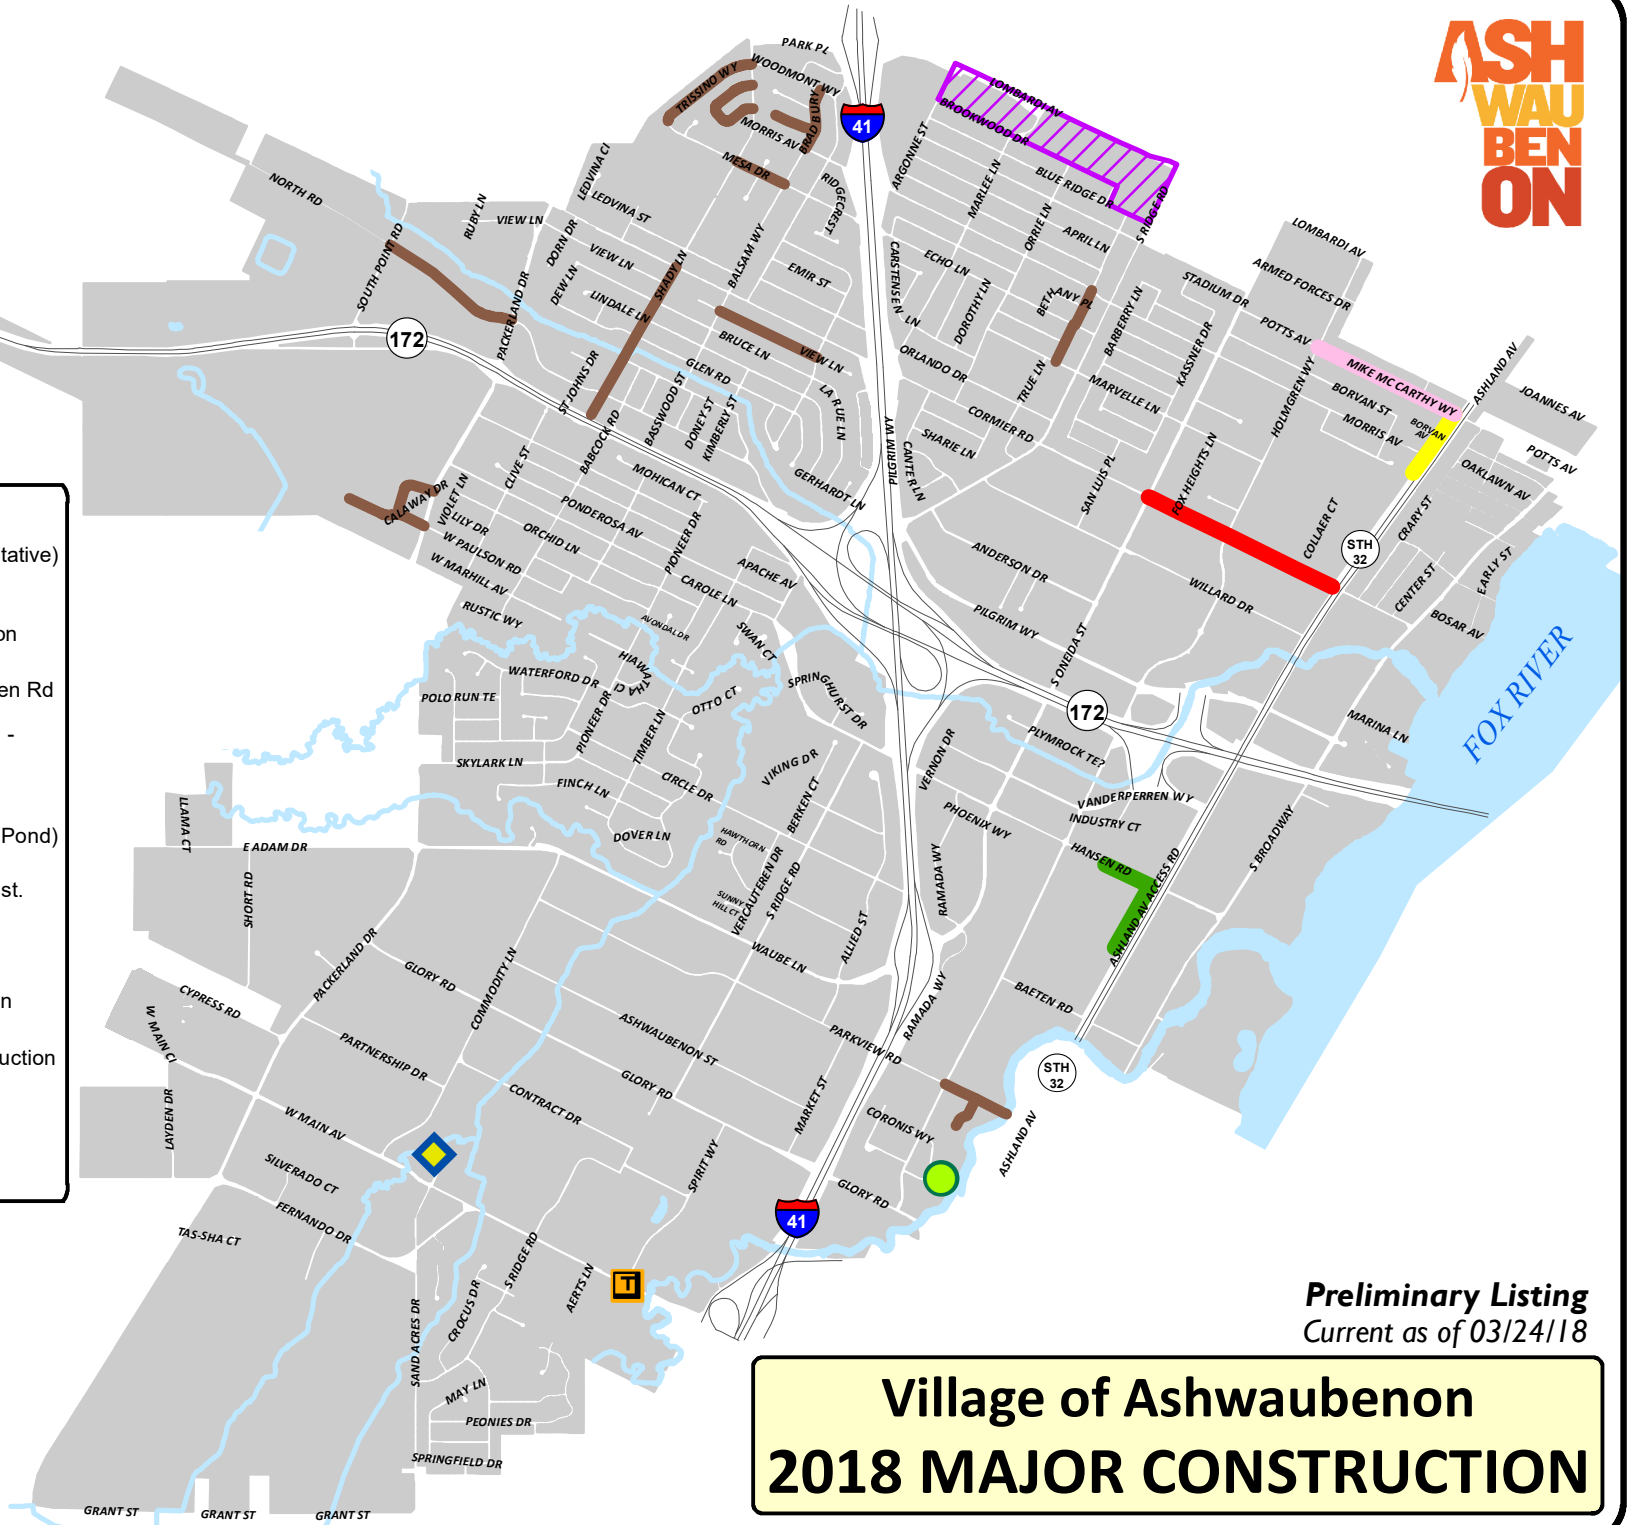 ASH
WAU
BEN
ON
PARK PL
WOODMONT WY
TRISSINO WY
BRADBURY
MORRIS AV
MESA DR
RIDGECREST
41
LOMBARDI AV
BROOKWOOD DR
ARGONNE ST
MARLEE LN
BLUE RIDGE DR
S RIDGE RD
ORRIE LN
APRIL LN
NORTH RD
SOUTH POINT RD
RUBY LN
VIEW LN
LEDVINA CI
LEDVINA ST
DORN DR
VIEW LN
DEW LN
LINDALE LN
SHADY LN
BALSAM WY
EMIR ST
PACKERLAND DR
CARSTENSEN LN
ECHO LN
DOROTHY LN
BETHANY PL
BARBERRY LN
STADIUM DR
LOMBARDI AV
ARMED FORCES DR
POTTS AV
172
BRUCE LN
VIEW LN
GLEN RD
ST JOHNS DR
BABCOCK RD
BASSWOOD ST
DONEY ST
KIMBERLY ST
LA RUE LN
ORLANDO DR
TRUE LN
KASSNER DR
MARVELLE LN
HOLMGREN WY
MIKE MC CARTHY WY
BORVAN ST
MORRIS AV
BORVAN
AV
ASHLAND AV
JOANNES AV
POTTS AV
OAKLAWN AV
CORMIER RD
SHARIE LN
PILGRIM WY
CANTER LN
GERHARDT LN
SAN LUIS PL
FOX HEIGHTS LN
COLLAER CT
CRARY ST
STH
32
CALAWAY DR
VIOLET LN
CLIVE ST
MOHICAN CT
LILY DR
ORCHID LN
PONDEROSA AV
PIONEER DR
W PAULSON RD
W MARHILL AV
RUSTIC WY
APACHE AV
CAROLE LN
AVONDAL DR
SWAN CT
ANDERSON DR
PILGRIM WY
S ONEIDA ST
WILLARD DR
CENTER ST
EARLY ST
BOSAR AV
FOX RIVER
tative)
on
en Rd
-
Pond)
st.
n
uction
WATERFORD DR
HIAWATHA CI
POLO RUN TE
PIONEER DR
TIMBER LN
OTTO CT
SPRINGHURST DR
172
MARINA LN
SKYLARK LN
FINCH LN
CIRCLE DR
VIKING DR
BERKEN CT
VERNON DR
PLYMROCK TE?
VANDERPERREN WY
INDUSTRY CT
PHOENIX WY
HANSEN RD
S BROADWAY
LLAMA CT
E ADAM DR
DOVER LN
HAWTHORN
RD
SUNNY
HILL CT
VERCAUTEREN DR
S RIDGE RD
RAMADA WY
ASHLAND AV ACCESS RD
SHORT RD
PACKERLAND DR
GLORY RD
COMMODITY LN
WAUBE LN
ALLIED ST
BAETEN RD
CYPRESS RD
W MAIN CI
PARTNERSHIP DR
ASHWAUBENON ST
PARKVIEW RD
RAMADA WY
GLORY RD
CONTRACT DR
MARKET ST
STH
32
LAYDEN DR
W MAIN AV
CORONIS WY
ASHLAND AV
SILVERADO CT
SPIRIT WY
GLORY RD
41
TAS-SHA CT
FERNANDO DR
S RIDGE RD
AERTS LN
T
CROCUS DR
SAND ACRES DR
MAY LN
PEONIES DR
SPRINGFIELD DR
GRANT ST
GRANT ST
GRANT ST
Preliminary Listing
Current as of 03/24/18
Village of Ashwaubenon
2018 MAJOR CONSTRUCTION